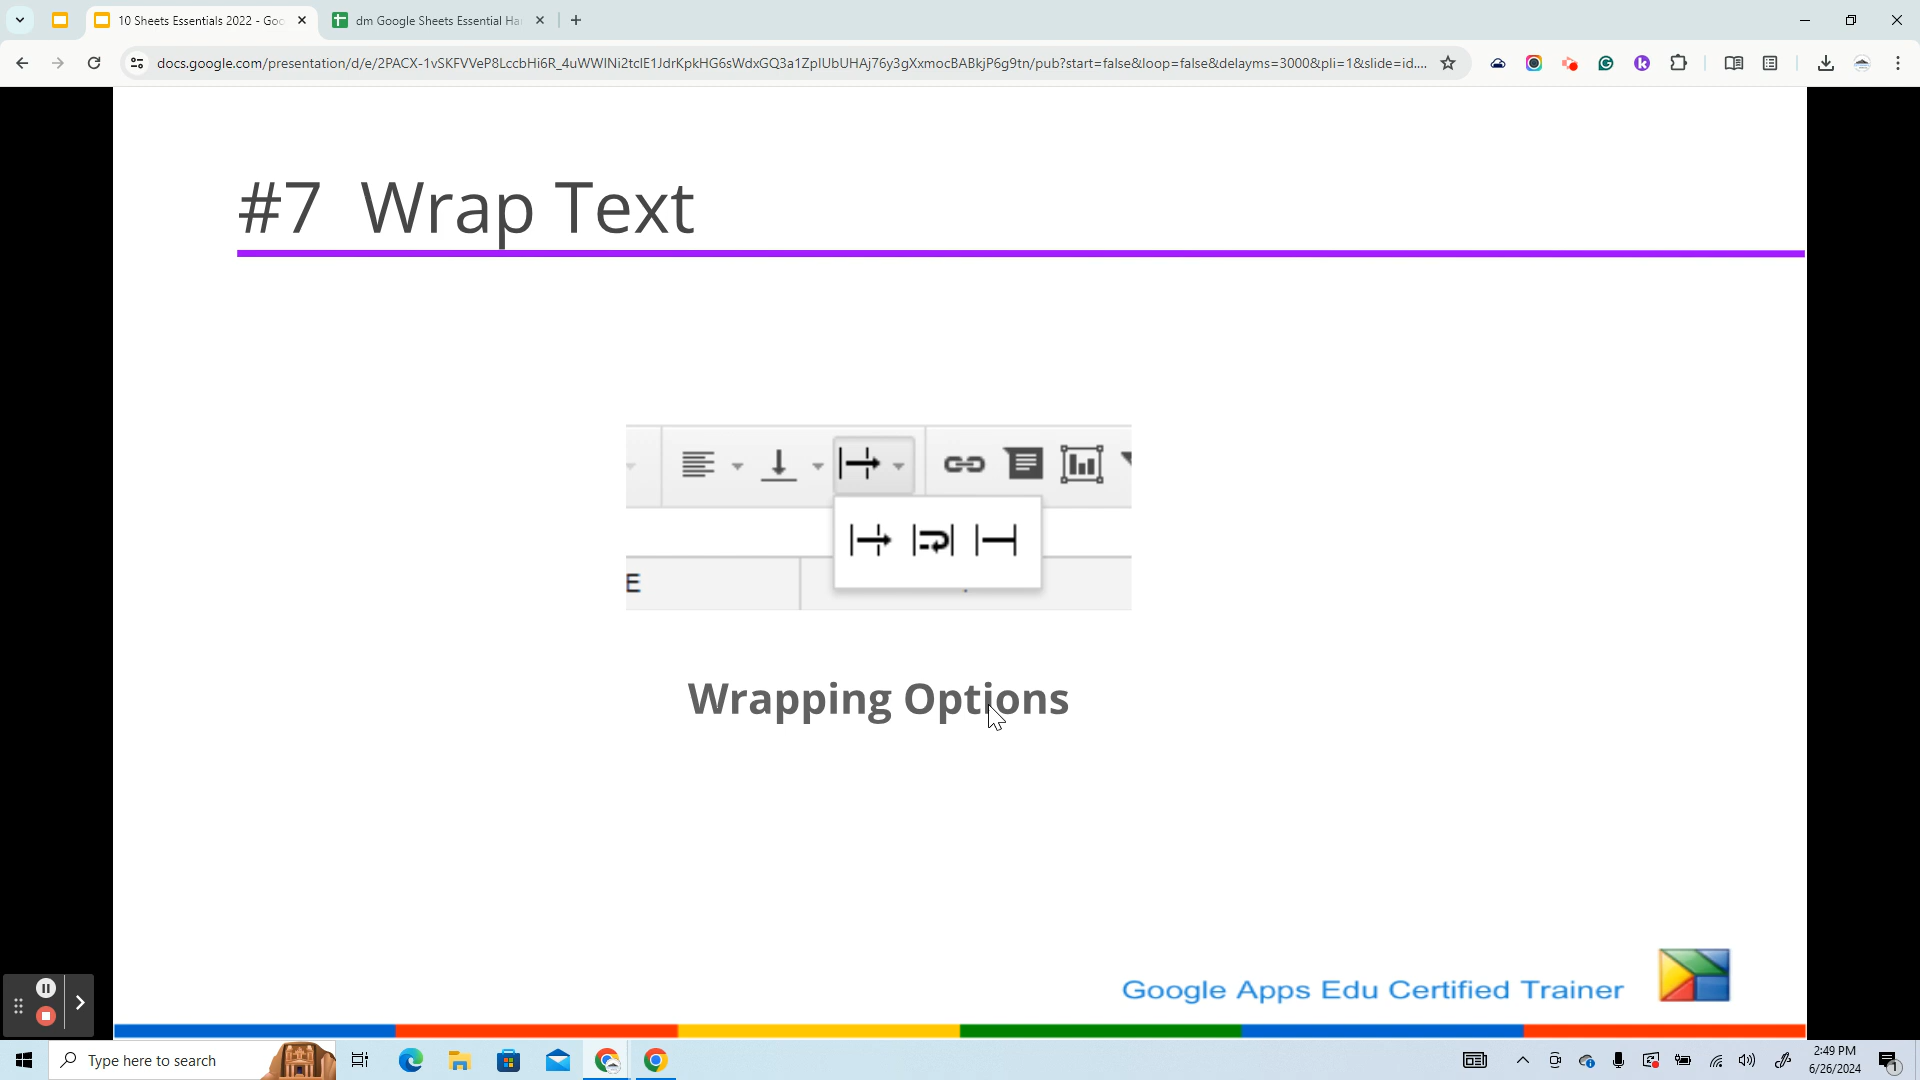 10 Sheets Essentials 2022 - Goo
dm Google Sheets Essential Ha
docs.google.com/presentation/d/e/2PACX-1vSKFVVeP8LccbHi6R_4uWWINi2tclE1JdrKpkHG6sWdxGQ3a1ZpIUbUHAj76y3gXxmocBABkjP6g9tn/pub?start=false&loop=false&delayms=3000&pli=1&slide=id....
#7 Wrap Text
E
Wrapping Options
Google Apps Edu Certified Trainer
Type here to search
2:49 PM
6/26/2024
1